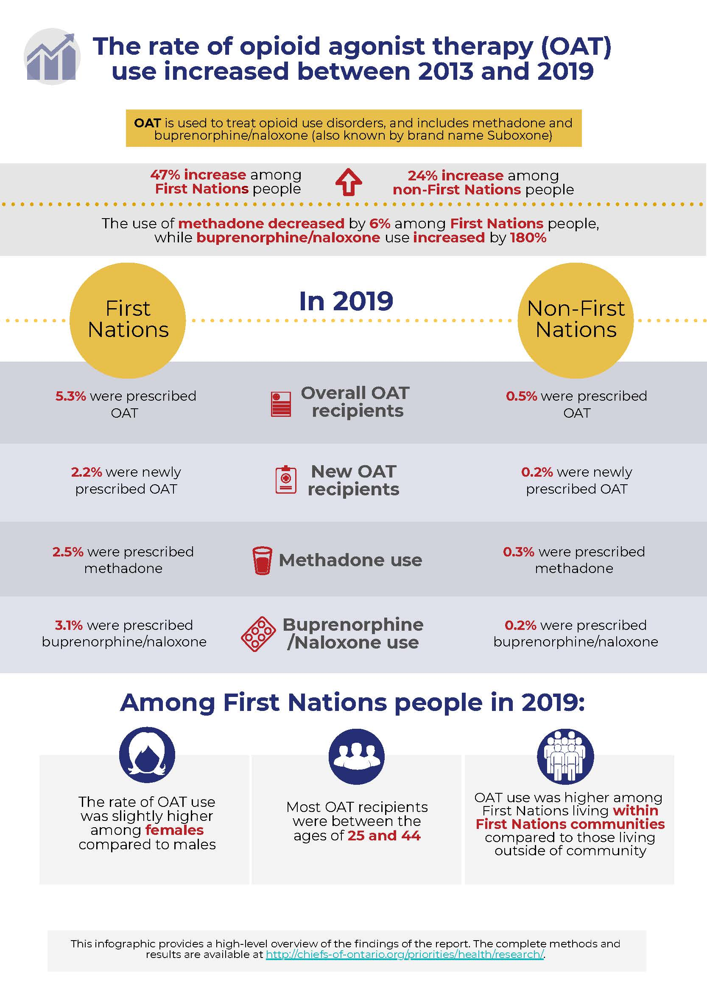 The rate of opioid agonist therapy (OAT)
use increased between 2013 and 2019
OAT is used to treat opioid use disorders, and includes methadone and
buprenorphine/naloxone (also known by brand name Suboxone)
47% increase among
First Nations people
24% increase among
non-First Nations people
The use of methadone decreased by 6% among First Nations people,
while buprenorphine/naloxone use increased by 180%
First
Nations
In 2019
Non-First
Nations
5.3% were prescribed
OAT
Overall OAT
recipients
0.5% were prescribed
OAT
2.2% were newly
prescribed OAT
New OAT
recipients
0.2% were newly
prescribed OAT
2.5% were prescribed
methadone
Methadone use
0.3% were prescribed
methadone
3.1% were prescribed
buprenorphine/naloxone
Buprenorphine
/Naloxone use
0.2% were prescribed
buprenorphine/naloxone
Among First Nations people in 2019:
The rate of OAT use
was slightly higher
among females
compared to males
Most OAT recipients
were between the
ages of 25 and 44
OAT use was higher among
First Nations living within
First Nations communities
compared to those living
outside of community
This infographic provides a high-level overview of the findings of the report. The complete methods and
results are available at http://chiefs-of-ontario.org/priorities/health/research/.